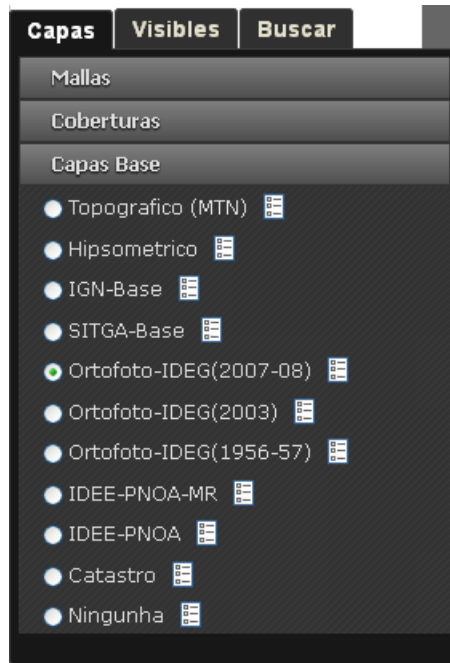 Capas Visibles Buscar
Mallas
Coberturas
Capas Base
Topografico (MTN)
Hipsometrico
IGN-Base
SITGA-Base
Ortofoto-IDEG(2007-08)
Ortofoto-IDEG(2003)
Ortofoto-IDEG(1956-57)
IDEE-PNOA-MR
IDEE-PNOA
Catastro
Ningunha